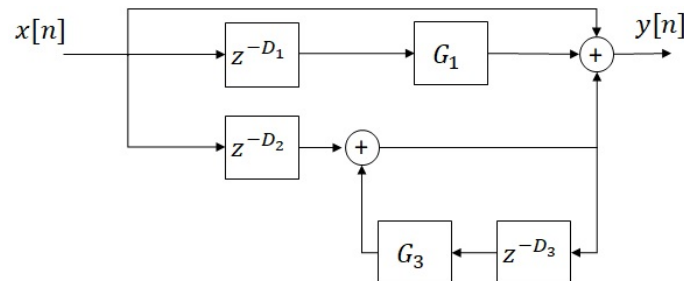 x[n]
y[n]
z^{-D_1}
G_1
+
z^{-D_2}
+
G_3
z^{-D_3}